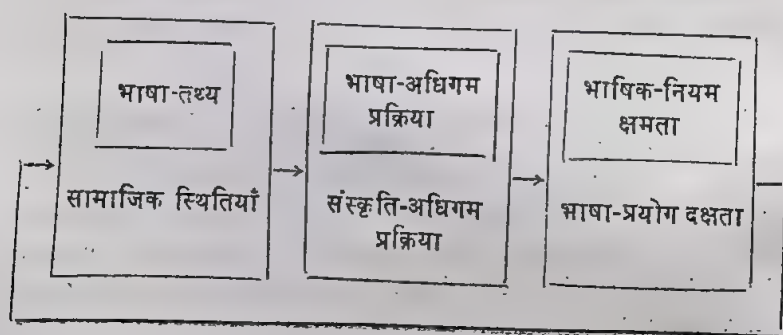 भाषा-तथ्य
सामाजिक स्थितियाँ
भाषा-अधिगम
प्रक्रिया
संस्कृति-अधिगम
प्रक्रिया
भाषिक-नियम
क्षमता
भाषा-प्रयोग दक्षता